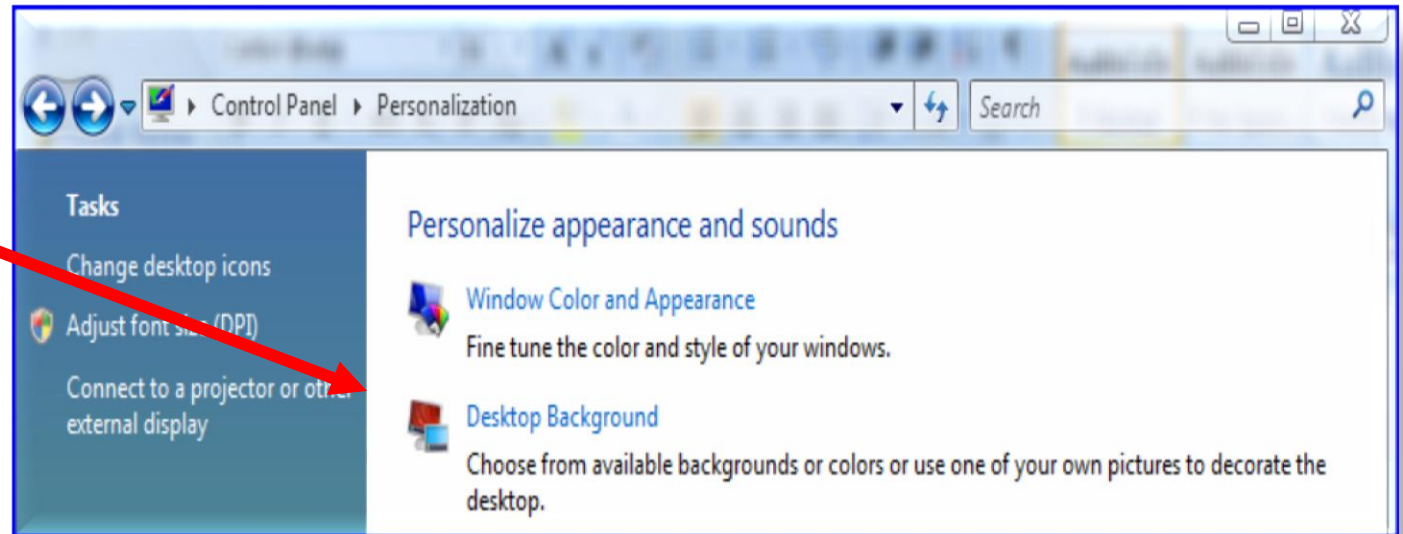 Control Panel Personalization
Search
Tasks
Change desktop icons
Adjust font size (DPI)
Connect to a projector or other
external display
Personalize appearance and sounds
Window Color and Appearance
Fine tune the color and style of your windows.
Desktop Background
Choose from available backgrounds or colors or use one of your own pictures to decorate the
desktop.